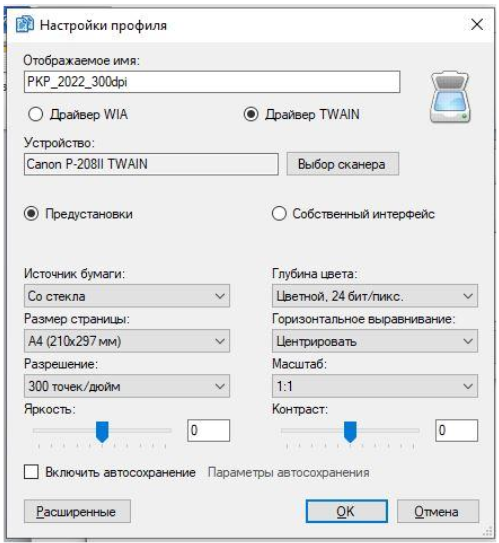 Настройки профиля
Отображаемое имя:
PKP_2022_300dpi
Драйвер WIA
Драйвер TWAIN
Устройство:
Canon P-208II TWAIN
Выбор сканера
Предустановки
Собственный интерфейс
Источник бумаги:
Глубина цвета:
Со стекла
Цветной, 24 бит/пикс.
Размер страницы:
Горизонтальное выравнивание:
A4 (210x297 мм)
Центрировать
Разрешение:
Масштаб:
300 точек/дюйм
1:1
Яркость:
Контраст:
0
0
Включить автосохранение
Параметры автосохранения
Расширенные
OK
Отмена